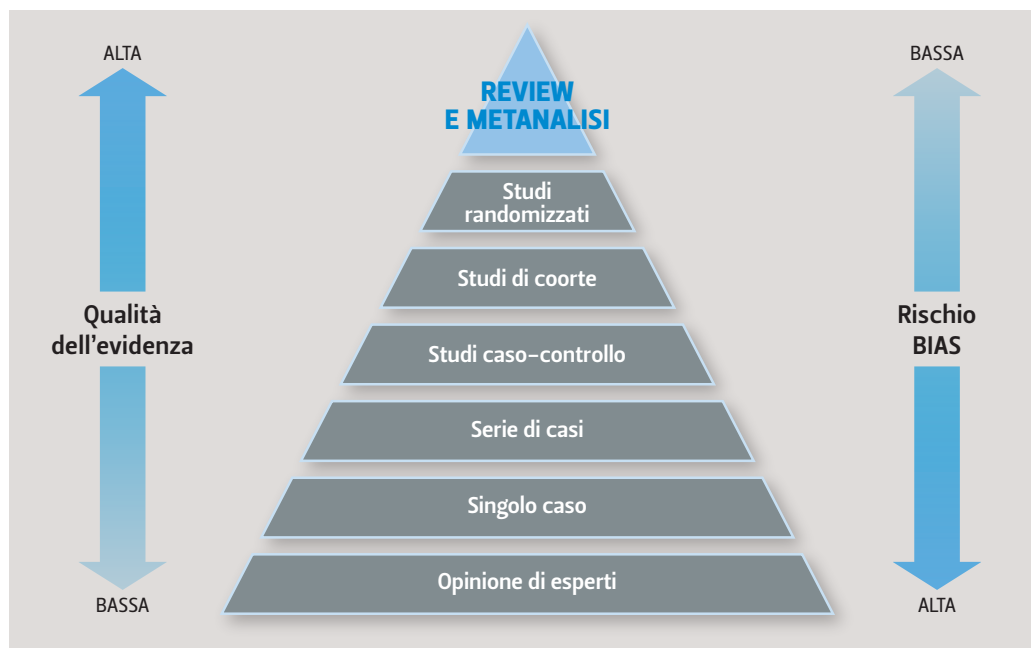 ALTA
BASSA
REVIEW
E METANALISI
Studi
randomizzati
Studi di coorte
Qualità
dell'evidenza
Studi caso–controllo
Rischio
BIAS
Serie di casi
Singolo caso
Opinione di esperti
BASSA
ALTA